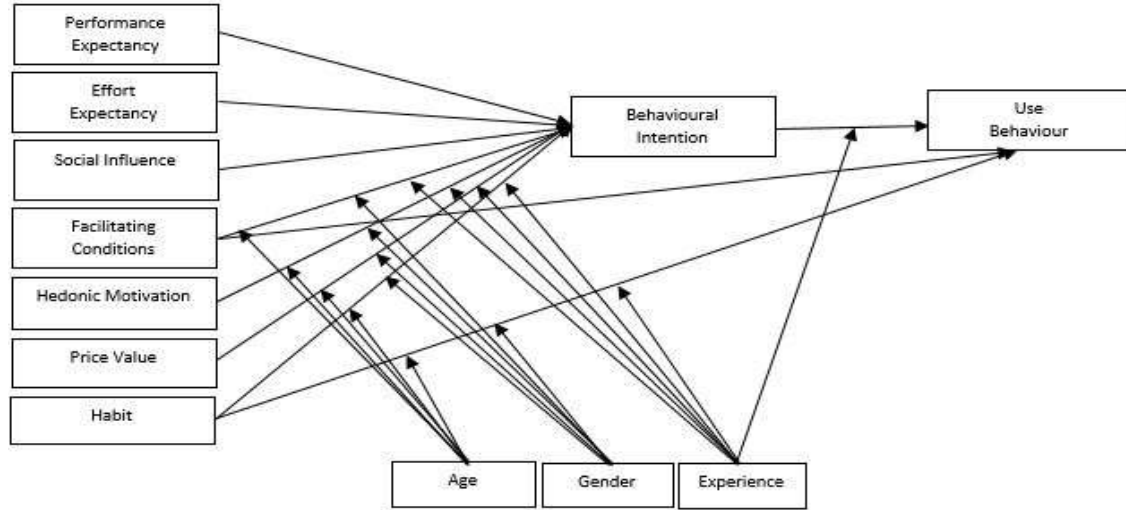 Performance
Expectancy
Effort
Expectancy
Behavioural
Intention
Use
Behaviour
Social Influence
Facilitating
Conditions
Hedonic Motivation
Price Value
Habit
Age
Gender
Experience